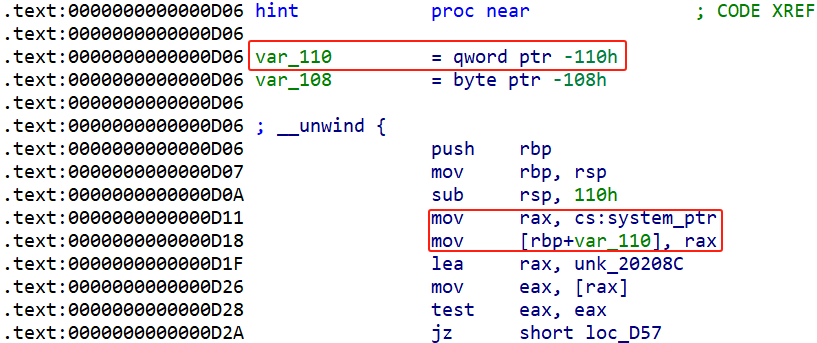 .text:0000000000000D06 hint proc near ; CODE XREF
.text:0000000000000D06
.text:0000000000000D06 var_110 = qword ptr -110h
.text:0000000000000D06 var_108 = byte ptr -108h
.text:0000000000000D06
.text:0000000000000D06 ; __unwind {
.text:0000000000000D06 push rbp
.text:0000000000000D07 mov rbp, rsp
.text:0000000000000D0A sub rsp, 110h
.text:0000000000000D11 mov rax, cs:system_ptr
.text:0000000000000D18 mov [rbp+var_110], rax
.text:0000000000000D1F lea rax, unk_20208C
.text:0000000000000D26 mov eax, [rax]
.text:0000000000000D28 test eax, eax
.text:0000000000000D2A jz short loc_D57